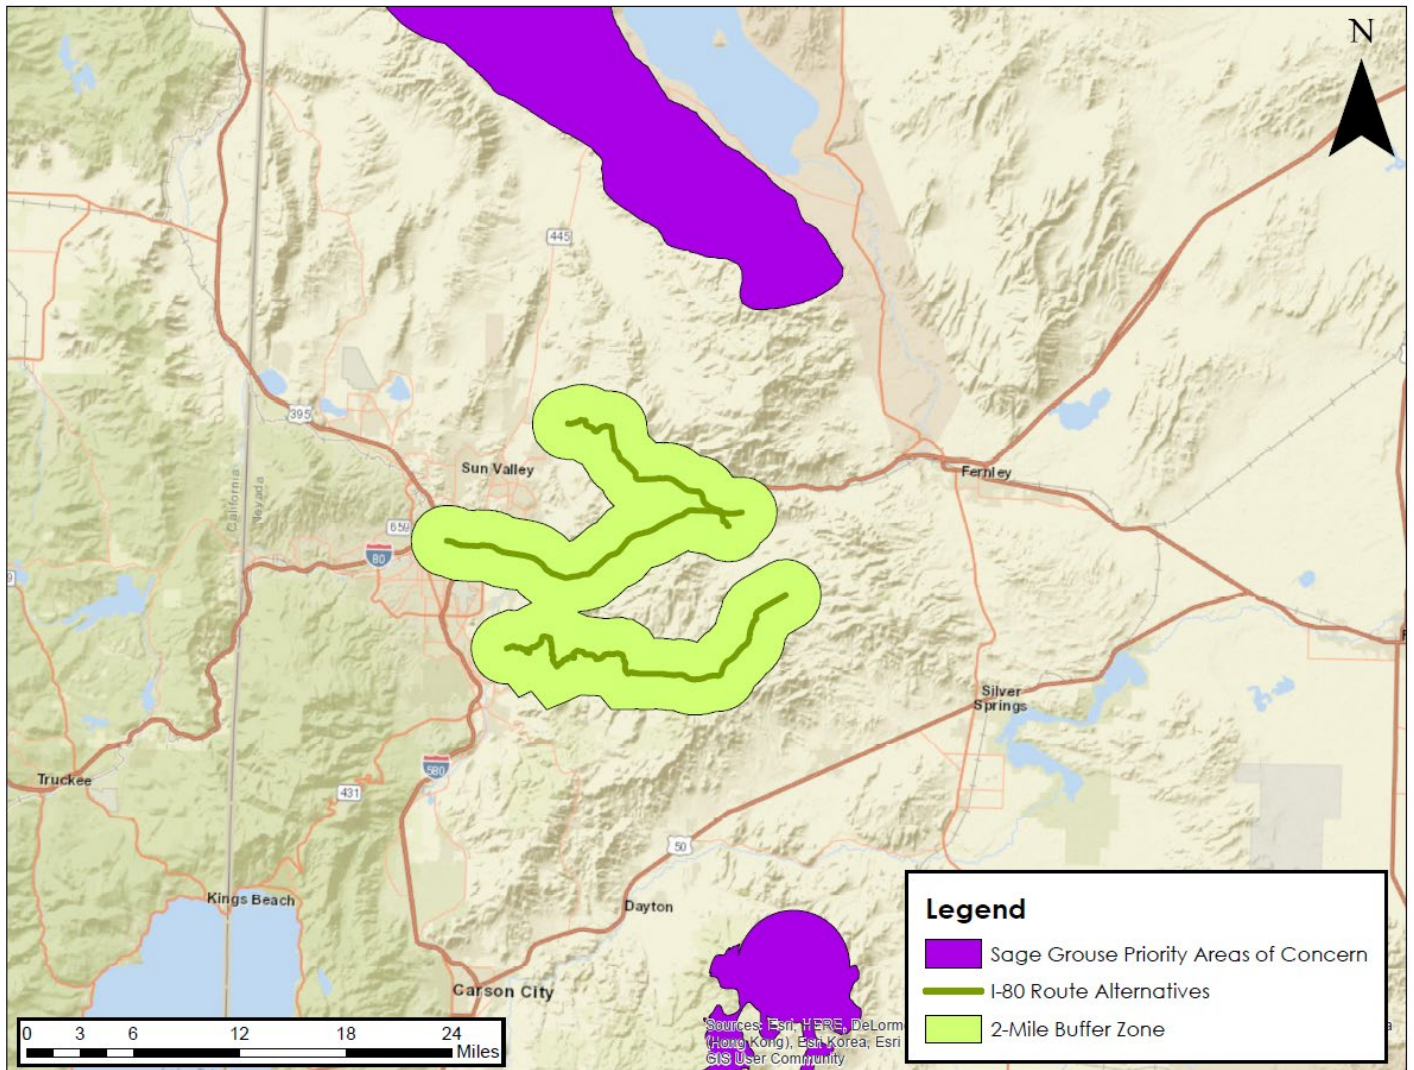 N
445
395
Sun Valley
California
Nevada
659
80
Fernley
Silver
Springs
Truckee
580
431
50
Kings Beach
Dayton
Carson City
Legend
Sage Grouse Priority Areas of Concern
I-80 Route Alternatives
2-Mile Buffer Zone
Sources: Esri, HERE, DeLorme
(Hong Kong), Esri Korea, Esri
GIS User Community
0 3 6 12 18 24
Miles